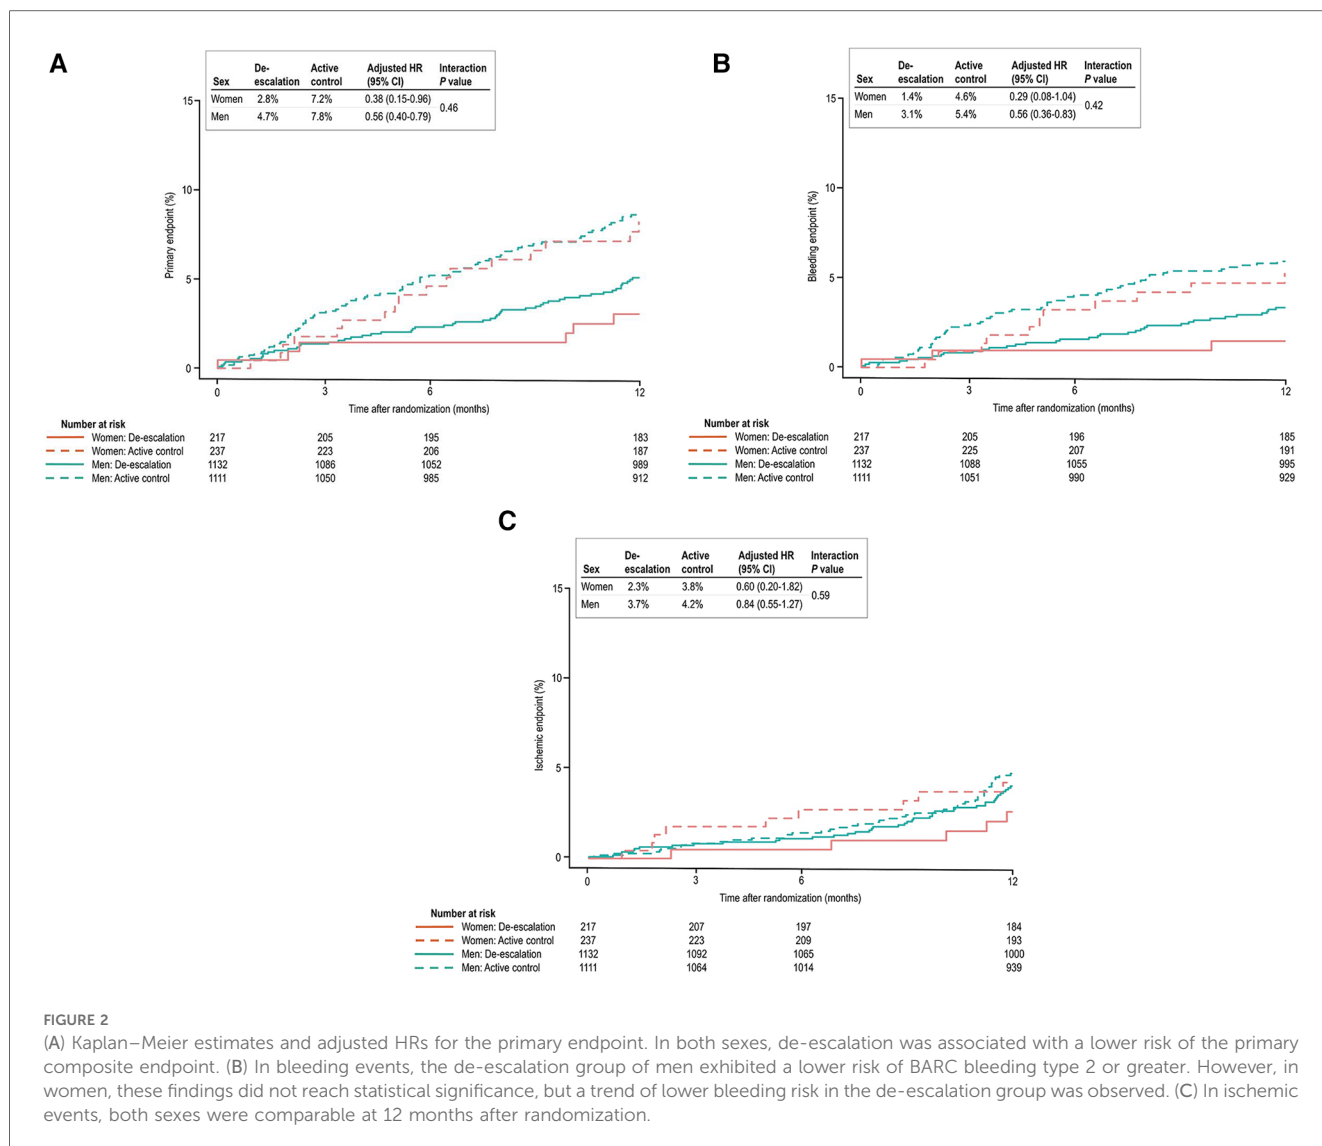 A
De-
Active
Adjusted HR
Interaction
Sex
escalation
control
(95% CI)
P value
Women 2.8% 7.2% 0.38 (0.15-0.96)
0.46
Men 4.7% 7.8% 0.56 (0.40-0.79)
15
10
5
0
Primary endpoint (%)
0 3 6 12
Time after randomization (months)
Number at risk
Women: De-escalation 217 205 195 183
Women: Active control 237 223 206 187
Men: De-escalation 1132 1086 1052 989
Men: Active control 1111 1050 985 912
B
De-
Active
Adjusted HR
Interaction
Sex
escalation
control
(95% CI)
P value
Women 1.4% 4.6% 0.29 (0.08-1.04)
0.42
Men 3.1% 5.4% 0.56 (0.36-0.83)
15
10
5
0
Bleeding endpoint (%)
0 3 6 12
Time after randomization (months)
Number at risk
Women: De-escalation 217 205 196 185
Women: Active control 237 225 207 191
Men: De-escalation 1132 1088 1055 995
Men: Active control 1111 1051 990 929
C
De-
Active
Adjusted HR
Interaction
Sex
escalation
control
(95% CI)
P value
Women 2.3% 3.8% 0.60 (0.20-1.82)
0.59
Men 3.7% 4.2% 0.84 (0.55-1.27)
15
10
5
0
Ischemic endpoint (%)
0 3 6 12
Time after randomization (months)
Number at risk
Women: De-escalation 217 207 197 184
Women: Active control 237 223 209 193
Men: De-escalation 1132 1092 1065 1000
Men: Active control 1111 1064 1014 939
FIGURE 2
(A) Kaplan–Meier estimates and adjusted HRs for the primary endpoint. In both sexes, de-escalation was associated with a lower risk of the primary
composite endpoint. (B) In bleeding events, the de-escalation group of men exhibited a lower risk of BARC bleeding type 2 or greater. However, in
women, these findings did not reach statistical significance, but a trend of lower bleeding risk in the de-escalation group was observed. (C) In ischemic
events, both sexes were comparable at 12 months after randomization.